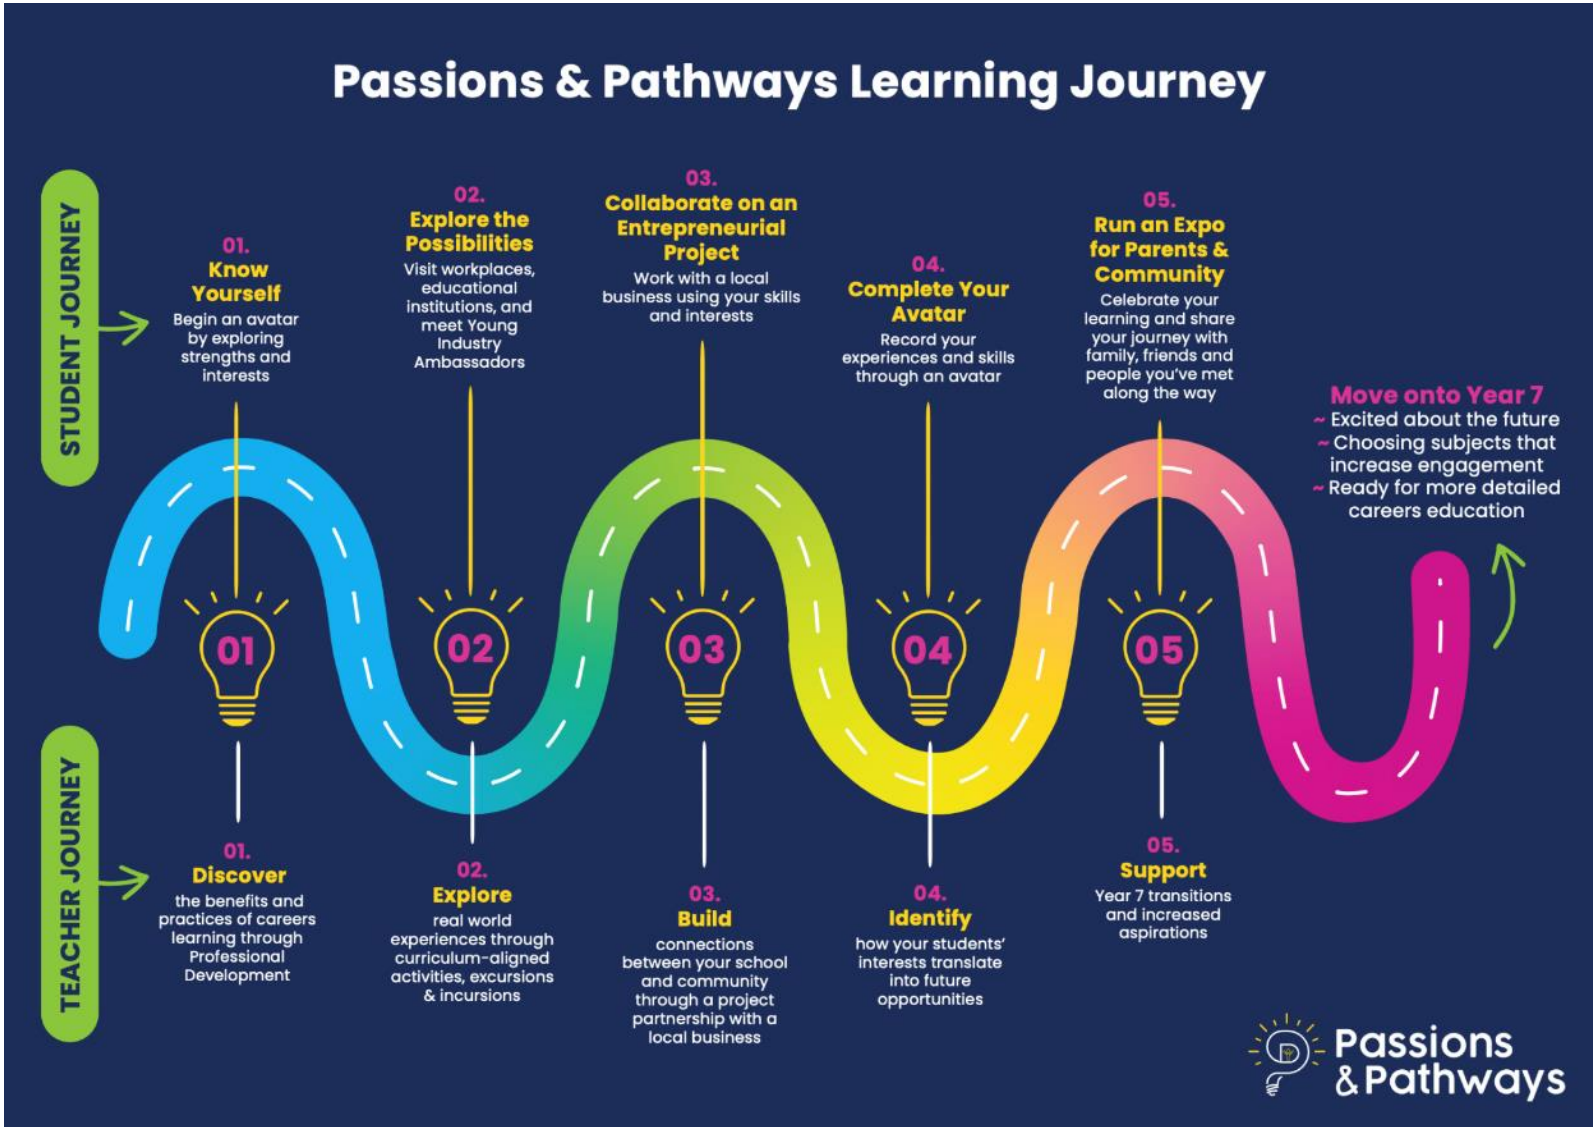 Passions & Pathways Learning Journey
STUDENT JOURNEY
01.
Know
Yourself
Begin an avatar
by exploring
strengths and
interests
02.
Explore the
Possibilities
Visit workplaces,
educational
institutions, and
meet Young
Industry
Ambassadors
03.
Collaborate on an
Entrepreneurial
Project
Work with a local
business using your skills
and interests
04.
Complete Your
Avatar
Record your
experiences and skills
through an avatar
05.
Run an Expo
for Parents &
Community
Celebrate your
learning and share
your journey with
family, friends and
people you've met
along the way
Move onto Year 7
~ Excited about the future
~ Choosing subjects that
increase engagement
~ Ready for more detailed
careers education
01
02
03
04
05
TEACHER JOURNEY
01.
Discover
the benefits and
practices of careers
learning through
Professional
Development
02.
Explore
real world
experiences through
curriculum-aligned
activities, excursions
& incursions
03.
Build
connections
between your school
and community
through a project
partnership with a
local business
04.
Identify
how your students'
interests translate
into future
opportunities
05.
Support
Year 7 transitions
and increased
aspirations
Passions
&Pathways